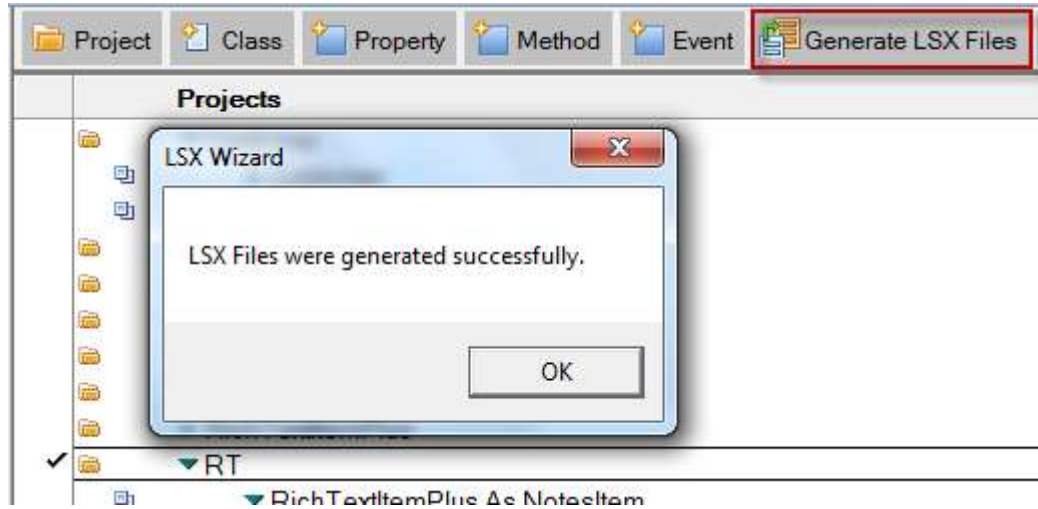 Project Class Property Method Event Generate LSX Files
Projects
LSX Wizard
LSX Files were generated successfully.
OK
RT
RichTextItemPlus As NotesItem